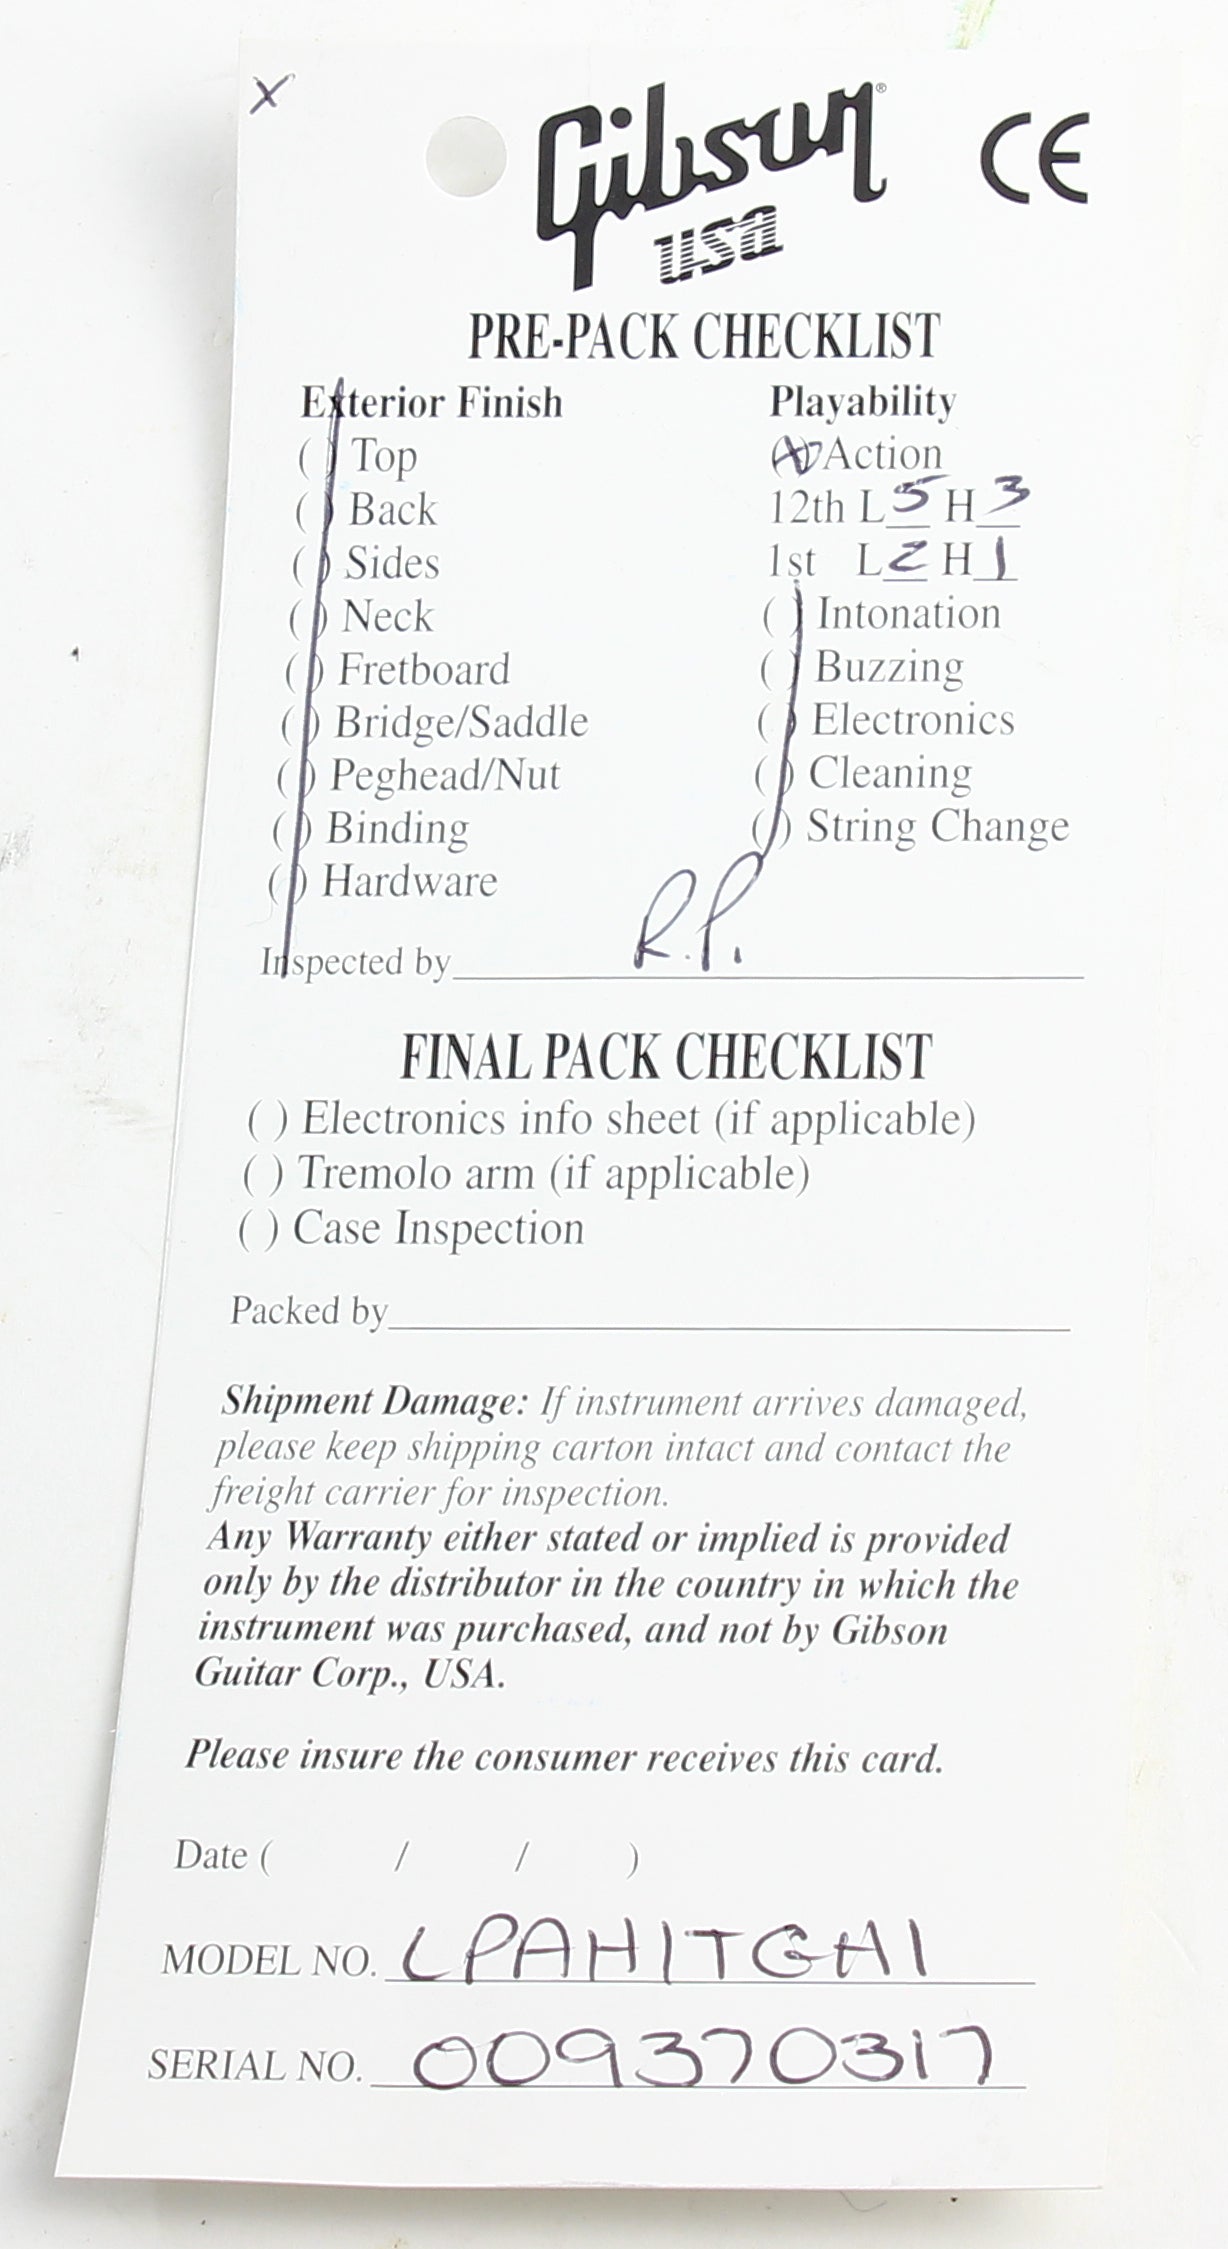 X
Gibson® CE
USA
PRE-PACK CHECKLIST
Exterior Finish Playability
( ) Top (X) Action
( ) Back 12th L 5 H 3
( ) Sides 1st L 2 H 1
( ) Neck ( ) Intonation
( ) Fretboard ( ) Buzzing
( ) Bridge/Saddle ( ) Electronics
( ) Peghead/Nut ( ) Cleaning
( ) Binding ( ) String Change
( ) Hardware
Inspected by R.P.
FINAL PACK CHECKLIST
( ) Electronics info sheet (if applicable)
( ) Tremolo arm (if applicable)
( ) Case Inspection
Packed by
Shipment Damage: If instrument arrives damaged,
please keep shipping carton intact and contact the
freight carrier for inspection.
Any Warranty either stated or implied is provided
only by the distributor in the country in which the
instrument was purchased, and not by Gibson
Guitar Corp., USA.
Please insure the consumer receives this card.
Date ( / / )
MODEL NO. LPAHITGH1
SERIAL NO. 009370317